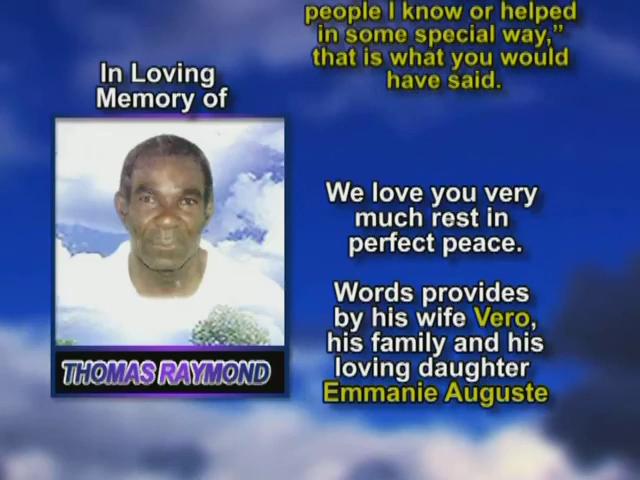 In Loving
Memory of
THOMAS RAYMOND
people I know or helped
in some special way,”
that is what you would
have said.
We love you very
much rest in
perfect peace.
Words provides
by his wife Vero,
his family and his
loving daughter
Emmanie Auguste